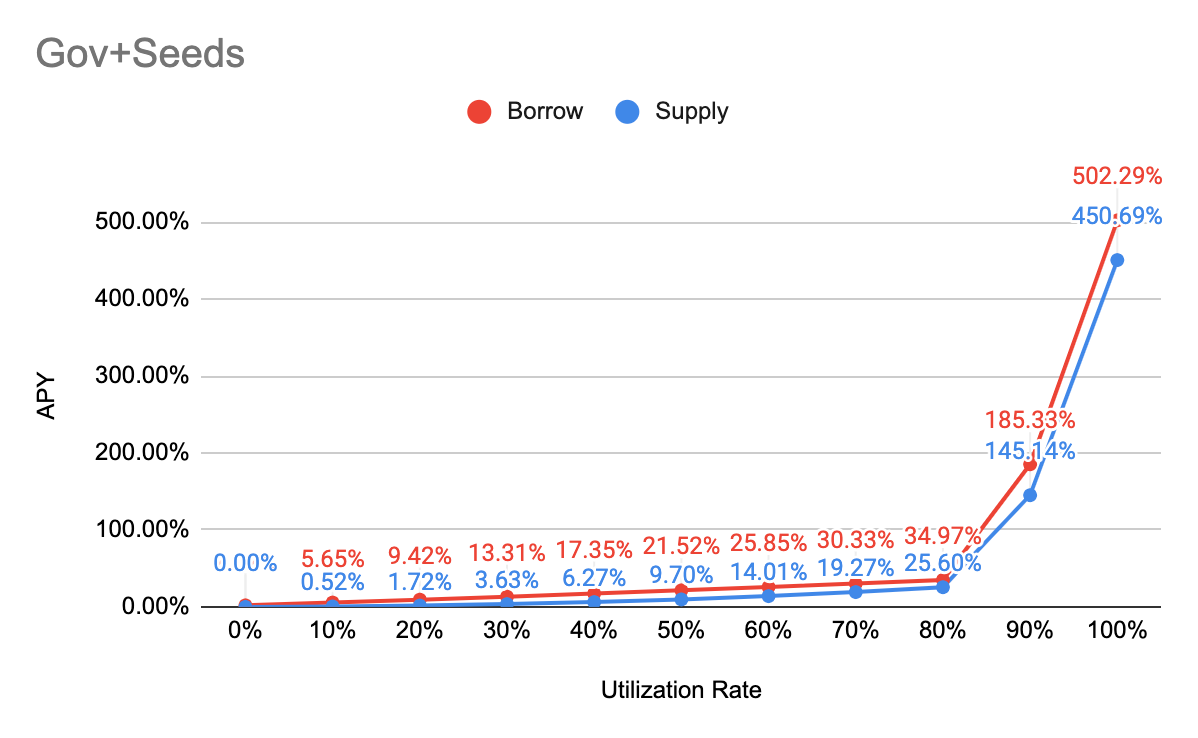 Gov+Seeds
Borrow Supply
502.29%
450.69%
500.00%
400.00%
300.00%
200.00%
100.00%
0.00%
APY
185.33%
145.14%
0.00% 5.65% 9.42% 13.31% 17.35% 21.52% 25.85% 30.33% 34.97%
0.52% 1.72% 3.63% 6.27% 9.70% 14.01% 19.27% 25.60%
0% 10% 20% 30% 40% 50% 60% 70% 80% 90% 100%
Utilization Rate